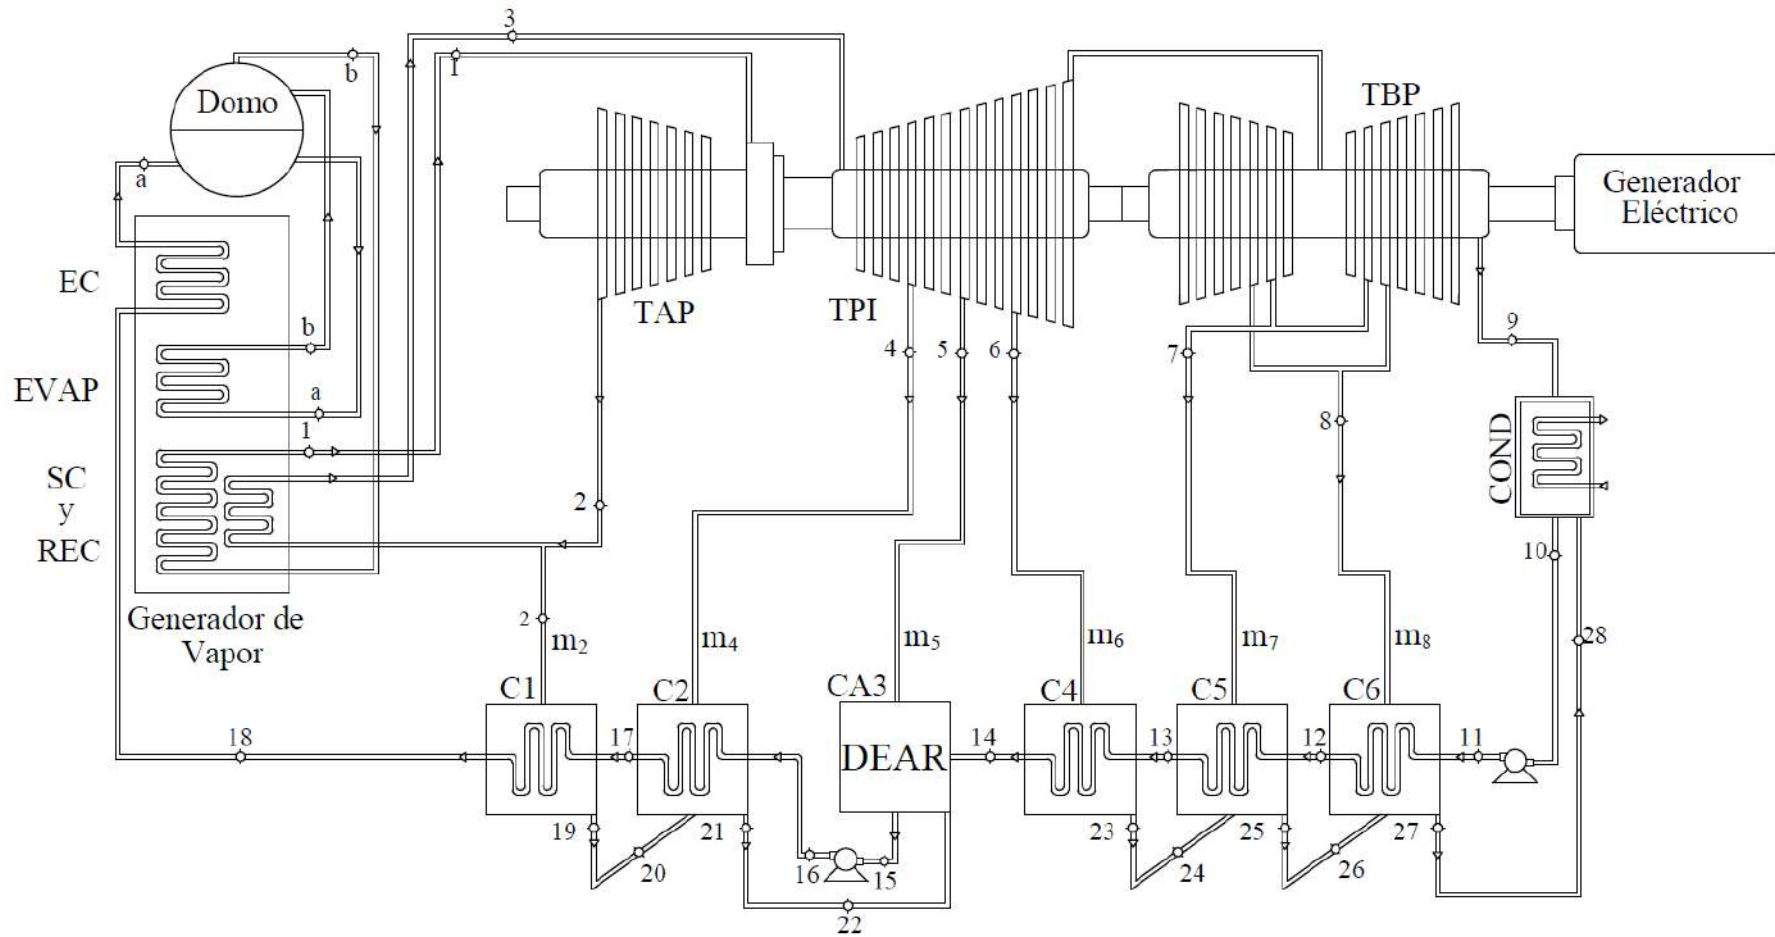 3
b
1
Domo
TBP
a
Generador
Eléctrico
EC
TAP
TPI
b
4
5
6
7
9
EVAP
a
1
8
COND
SC
y
REC
2
10
Generador de
Vapor
2
m₂
m₄
m₅
m₆
m₇
m₈
28
C1
C2
CA3
C4
C5
C6
18
17
DEAR
14
13
12
11
19
21
23
25
27
20
16
15
24
26
22